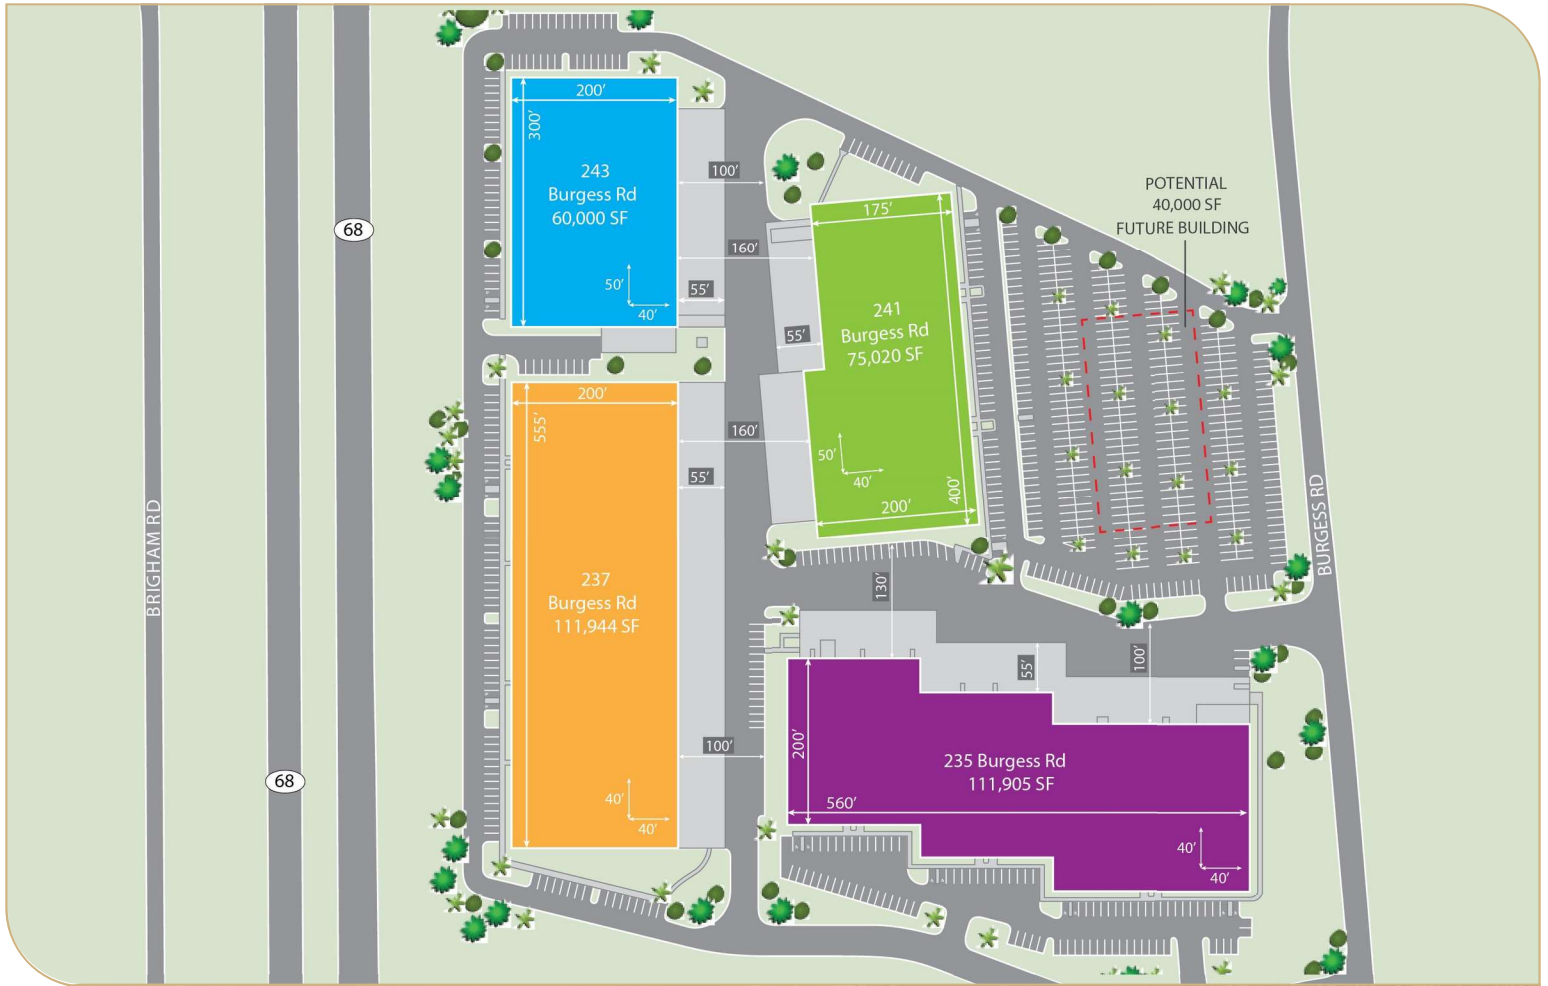 200'
300'
243
Burgess Rd
60,000 SF
50'
40'
100'
160'
55'
175'
241
Burgess Rd
75,020 SF
55'
50'
40'
400'
200'
POTENTIAL
40,000 SF
FUTURE BUILDING
68
200'
555'
160'
55'
237
Burgess Rd
111,944 SF
40'
40'
100'
130'
55'
100'
200'
235 Burgess Rd
111,905 SF
560'
40'
40'
68
BRIGHAM RD
BURGESS RD